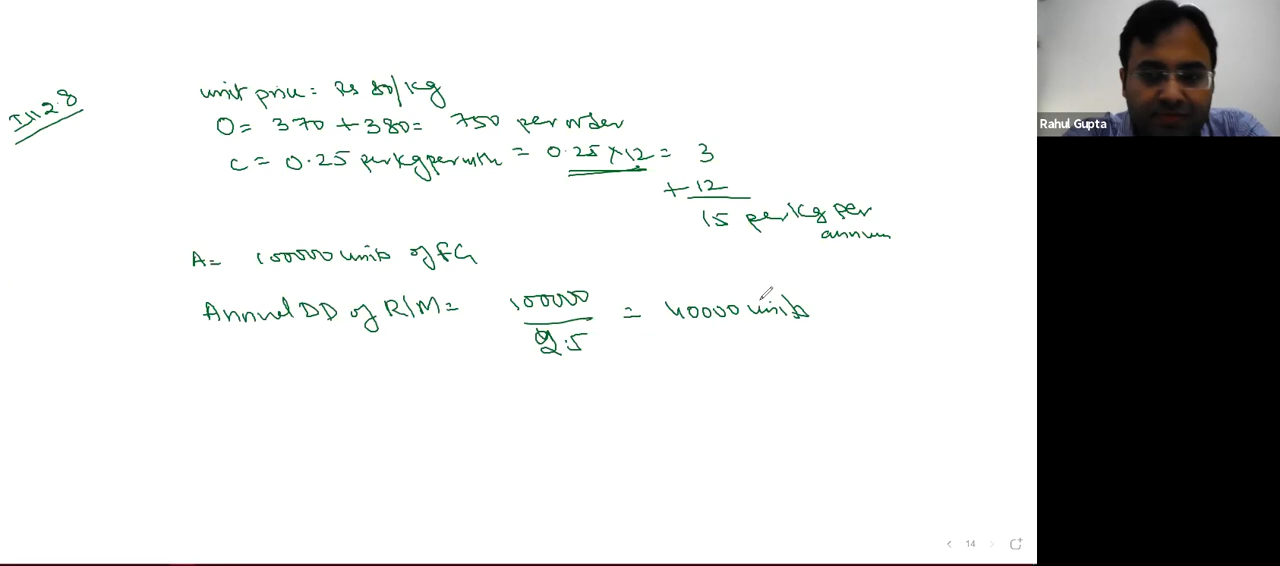 Ill 2.8
unit price = Rs 80/kg
O = 370 + 380 = 750 per order
C = 0.25 per kg per mth = 0.25 × 12 = 3
+ 12
15 per kg per annum
A = 100000 units of FG
Annual DD of R/M = 100000 / 2.5 = 40000 units
Rahul Gupta
14